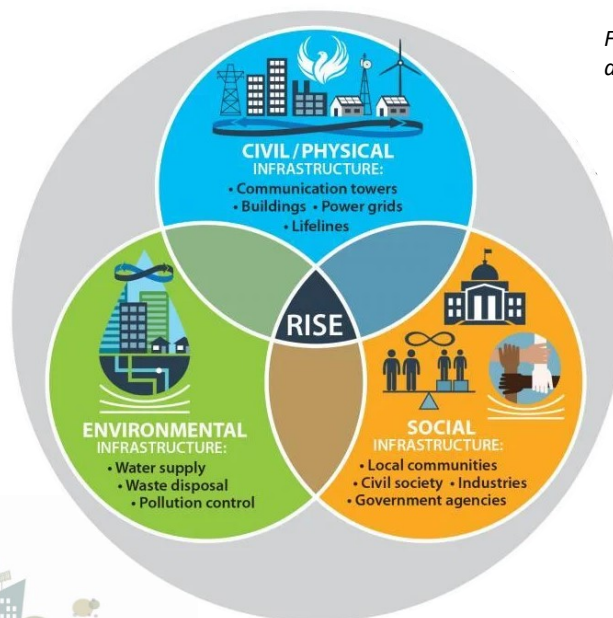 CIVIL/PHYSICAL
INFRASTRUCTURE:
• Communication towers
• Buildings • Power grids
• Lifelines
RISE
ENVIRONMENTAL
INFRASTRUCTURE:
• Water supply
• Waste disposal
• Pollution control
SOCIAL
INFRASTRUCTURE:
• Local communities
• Civil society • Industries
• Government agencies